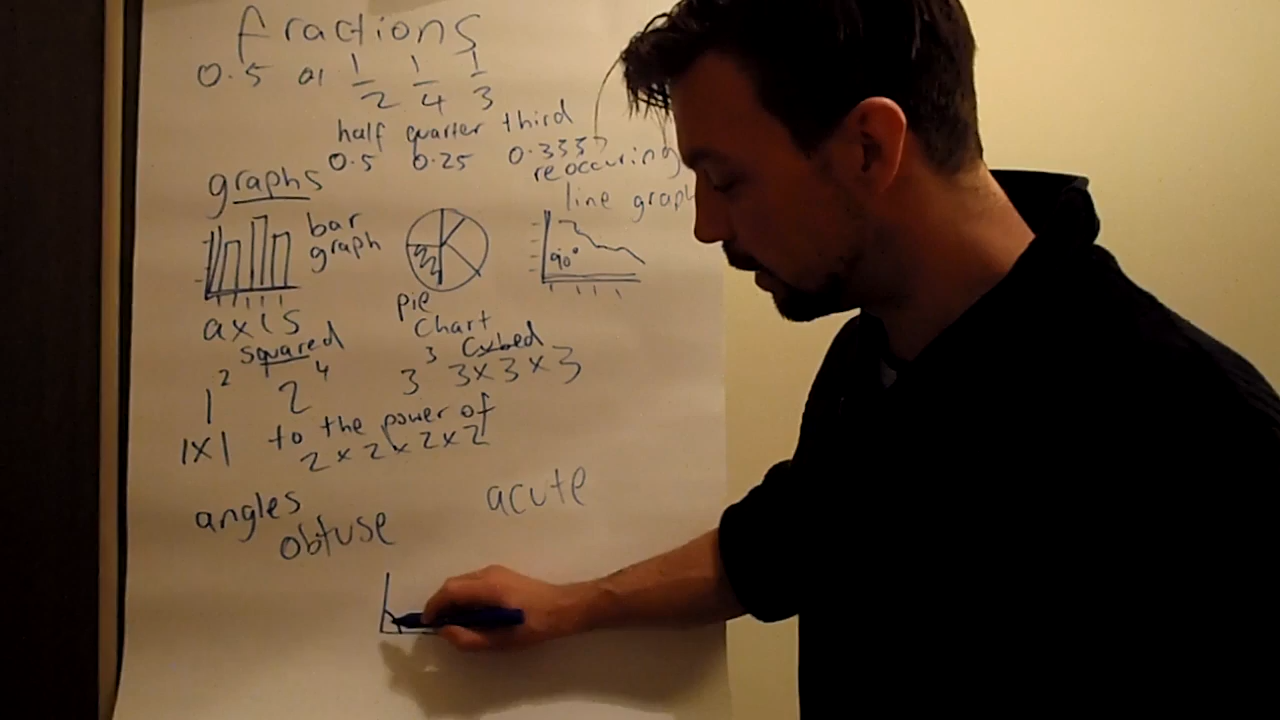 fractions
0.5 or 1/2 1/4 1/3
half quarter third
0.5 0.25 0.333
reoccuring
graphs
line graph
bar
graph
90°
axis
pie
chart
squared
cubed
1² 2⁴ 3³ 3x3x3
1x1 to the power of
2x2x2x2
angles
acute
obtuse